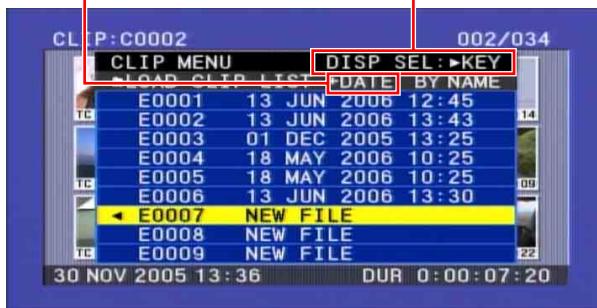 CLIP:C0002 002/034
CLIP MENU DISP SEL:►KEY
LOAD CLIP LIST DATE BY NAME
E0001 13 JUN 2006 12:45
TC E0002 13 JUN 2006 13:43 14
E0003 01 DEC 2005 13:25
E0004 18 MAY 2005 10:25
TC E0005 18 MAY 2005 10:25 09
E0006 13 JUN 2006 13:30
◄ E0007 NEW FILE
E0008 NEW FILE
TC E0009 NEW FILE 22
30 NOV 2005 13:36 DUR 0:00:07:20